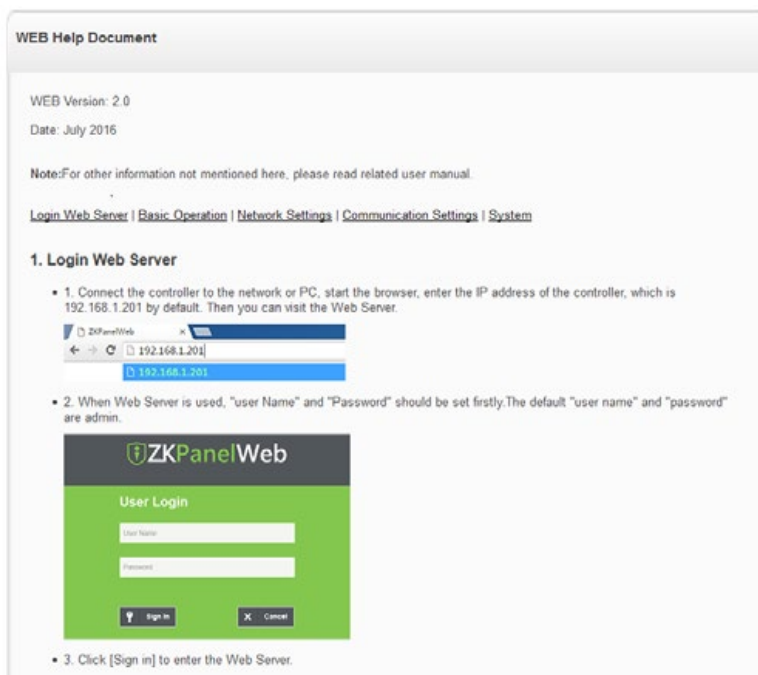 WEB Help Document
WEB Version: 2.0
Date: July 2016
Note:For other information not mentioned here, please read related user manual.
Login Web Server | Basic Operation | Network Settings | Communication Settings | System
1. Login Web Server
• 1. Connect the controller to the network or PC, start the browser, enter the IP address of the controller, which is
192.168.1.201 by default. Then you can visit the Web Server.
ZKPanelWeb ×
192.168.1.201
192.168.1.201
• 2. When Web Server is used, "user Name" and "Password" should be set firstly.The default "user name" and "password"
are admin.
ZKPanelWeb
User Login
User Name
Password
Sign In X Cancel
• 3. Click [Sign in] to enter the Web Server.